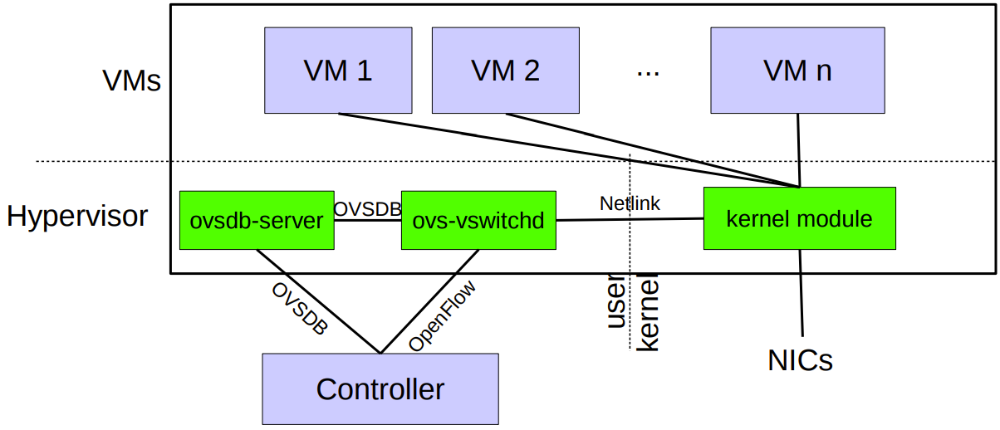 VMs
VM 1
VM 2
...
VM n
Hypervisor
ovsdb-server
OVSDB
ovs-vswitchd
Netlink
kernel module
OVSDB
OpenFlow
user
kernel
Controller
NICs